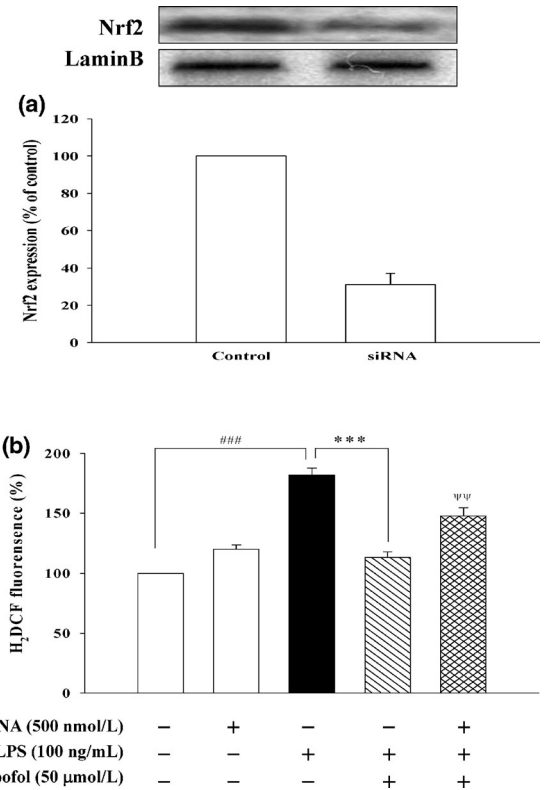 Nrf2
LaminB
(a)
Nrf2 expression (% of control)
120
100
80
60
40
20
0
Control
siRNA
(b)
H2DCF fluorensence (%)
200
150
100
50
0
###
***
ψψ
NA (500 nmol/L) − + − − +
LPS (100 ng/mL) − − + + +
pofol (50 μmol/L) − − − + +